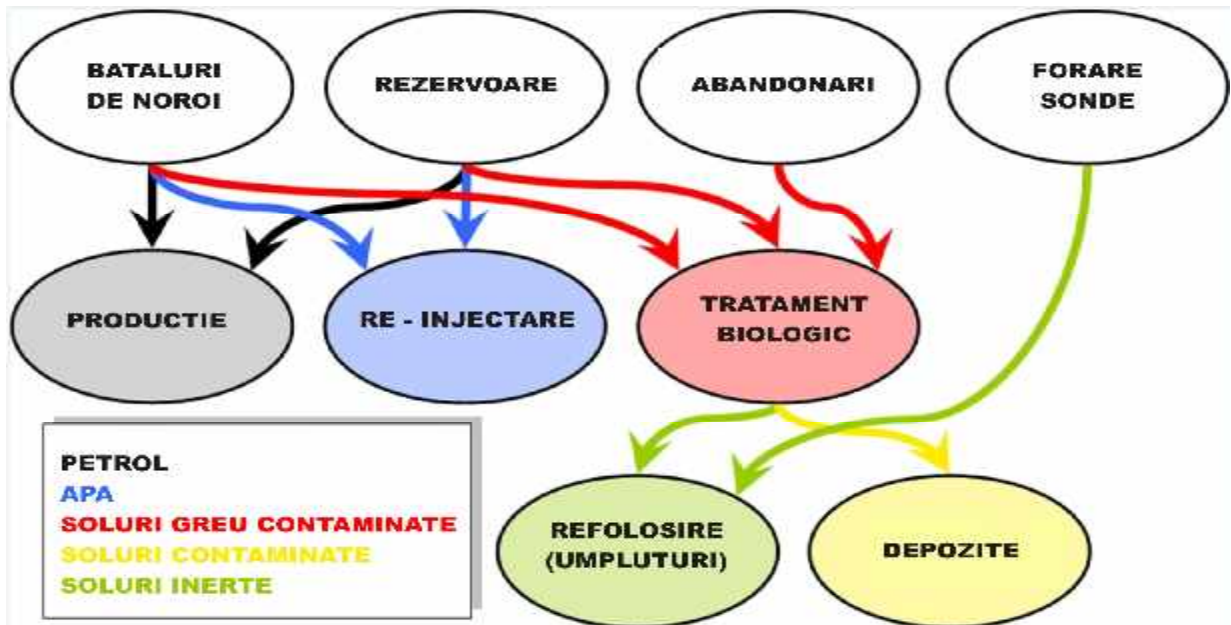 BATALURI
DE NOROI
REZERVOARE
ABANDONARI
FORARE
SONDE
PRODUCTIE
RE - INJECTARE
TRATAMENT
BIOLOGIC
PETROL
APA
SOLURI GREU CONTAMINATE
SOLURI CONTAMINATE
SOLURI INERTE
REFOLOSIRE
(UMPLUTURI)
DEPOZITE